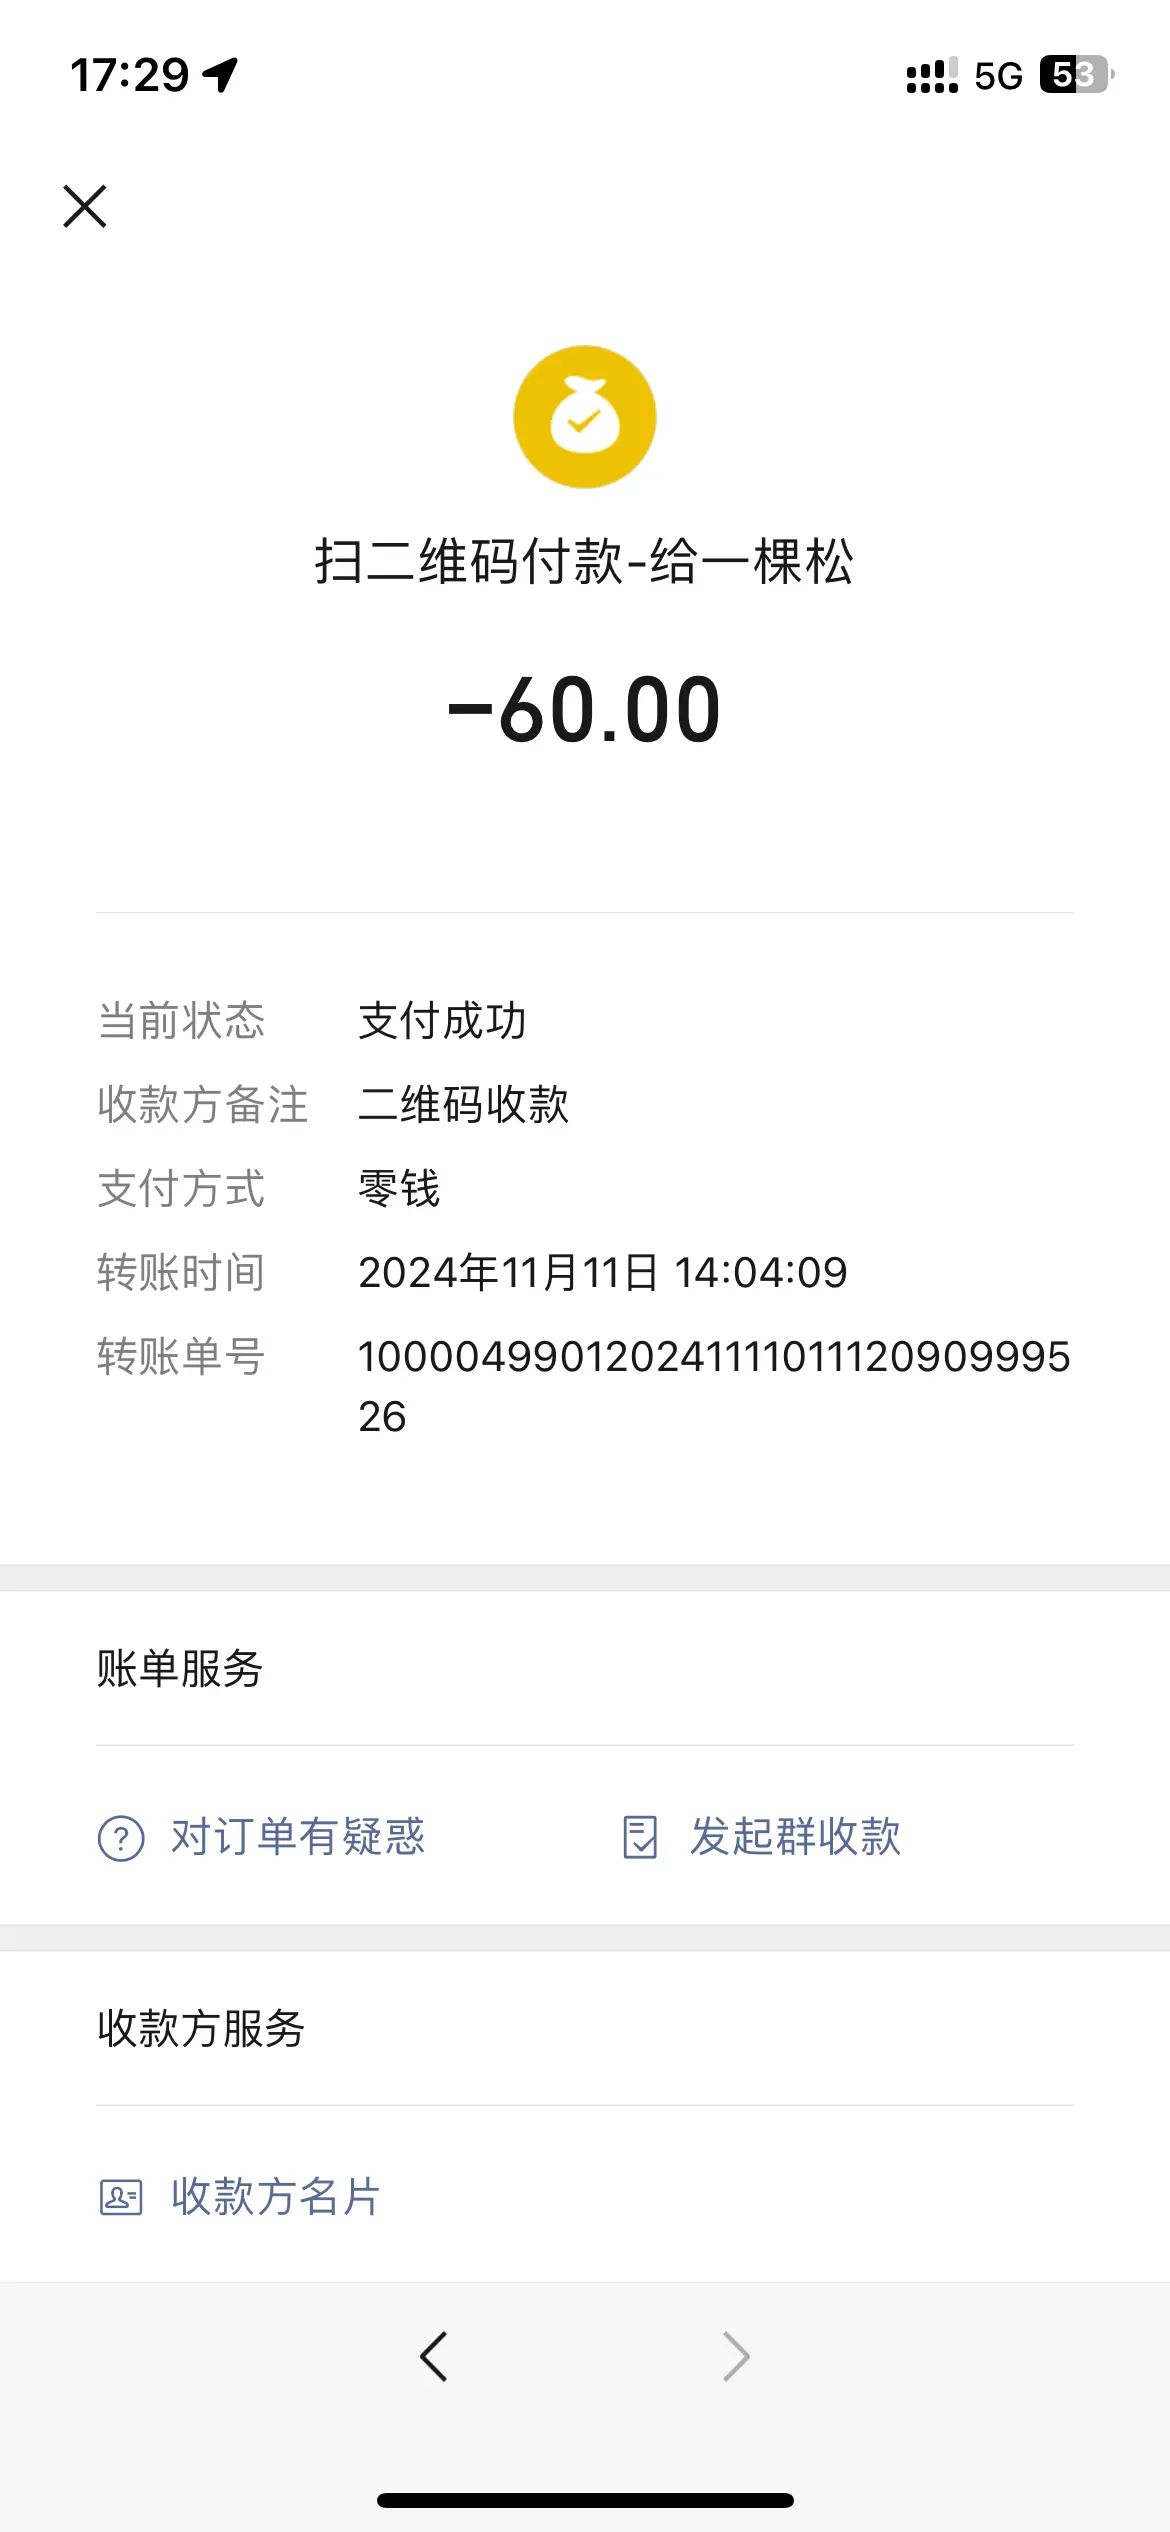 17:29
5G 53
扫二维码付款-给一棵松
-60.00
当前状态 支付成功
收款方备注 二维码收款
支付方式 零钱
转账时间 2024年11月11日 14:04:09
转账单号 100004990120241111011120909995
26
账单服务
对订单有疑惑 发起群收款
收款方服务
收款方名片